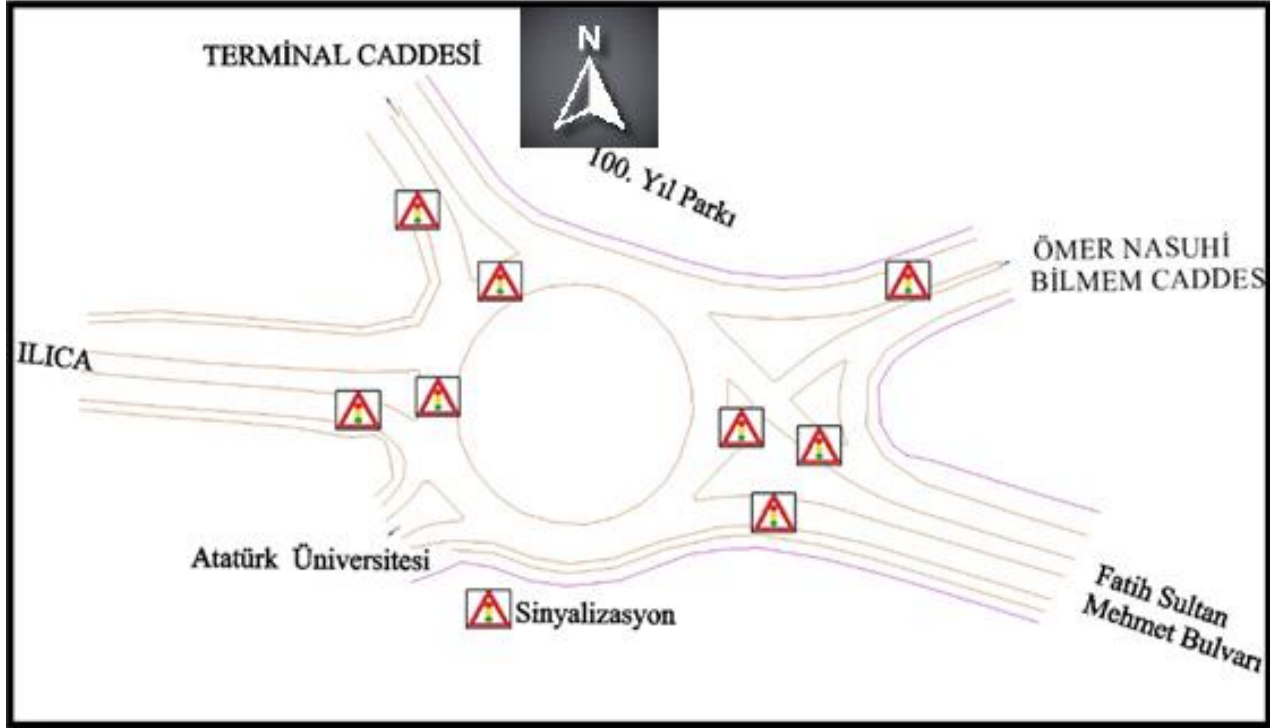 TERMİNAL CADDESİ
N
100. Yıl Parkı
ÖMER NASUHİ
BİLMEM CADDES
ILICA
Atatürk Üniversitesi
Sinyalizasyon
Fatih Sultan
Mehmet Bulvarı